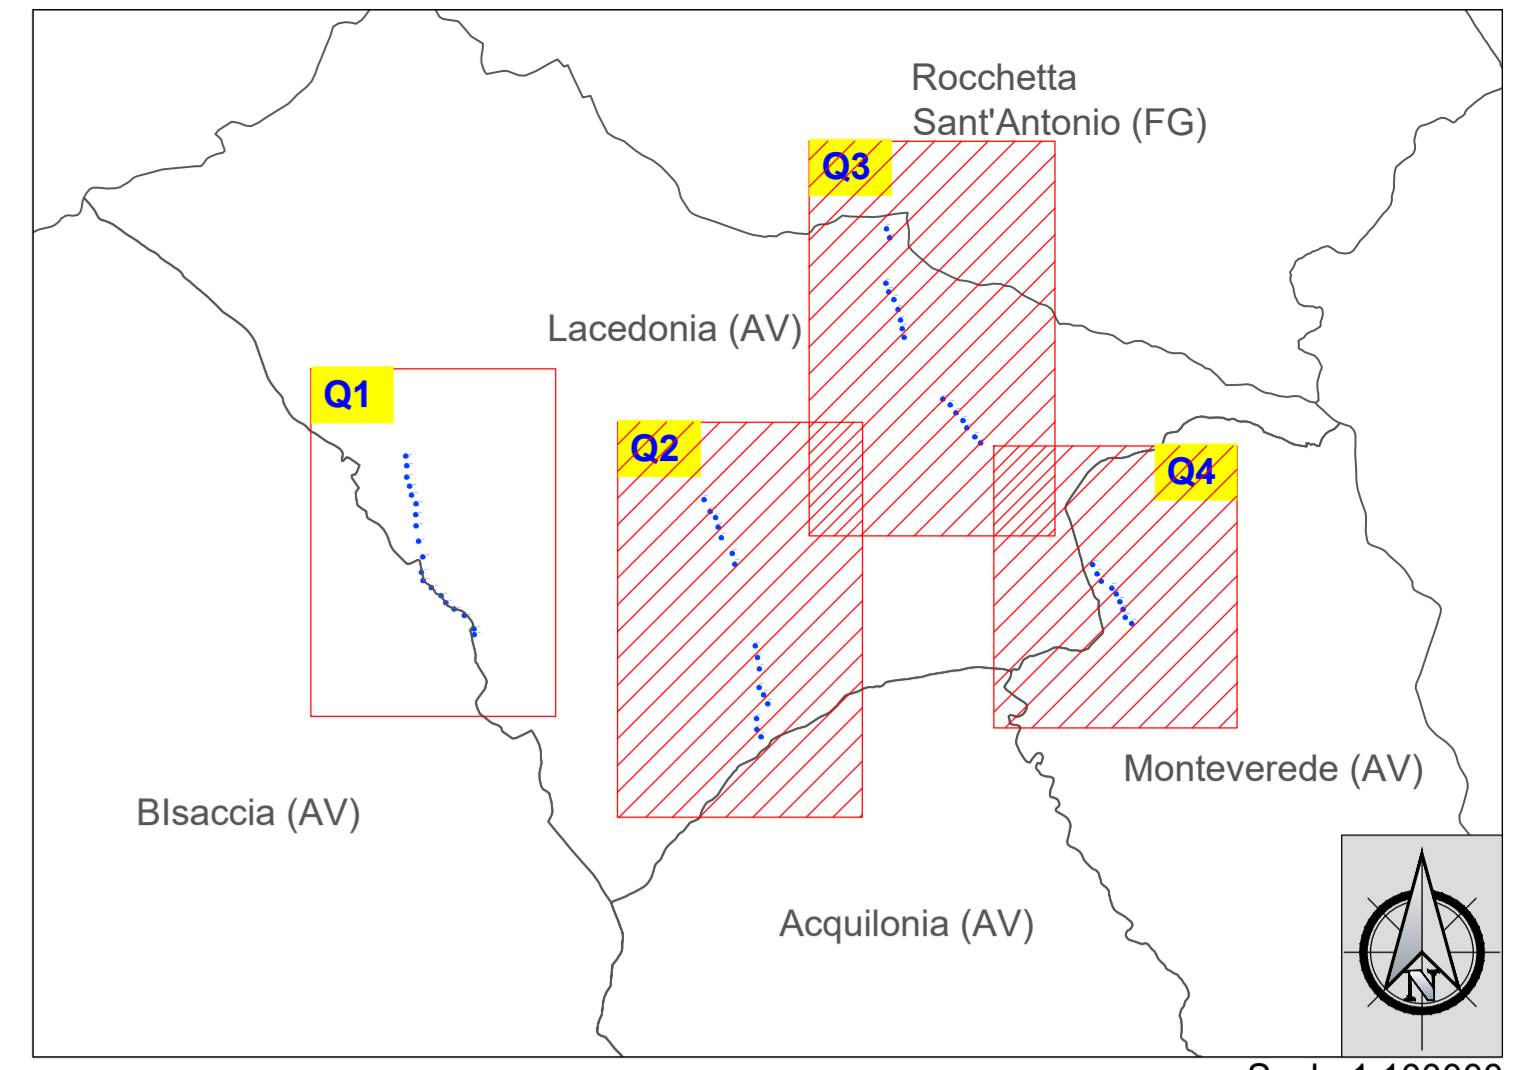 Rocchetta
Sant'Antonio (FG)
Q3
Lacedonia (AV)
Q1
Q2
Q4
Monteverede (AV)
BIsaccia (AV)
Acquilonia (AV)
N